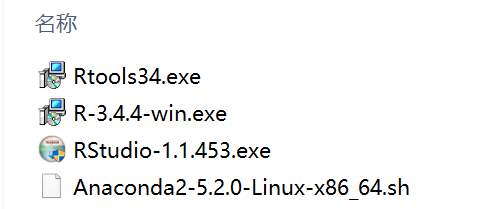 名称
Rtools34.exe
R-3.4.4-win.exe
RStudio-1.1.453.exe
Anaconda2-5.2.0-Linux-x86_64.sh